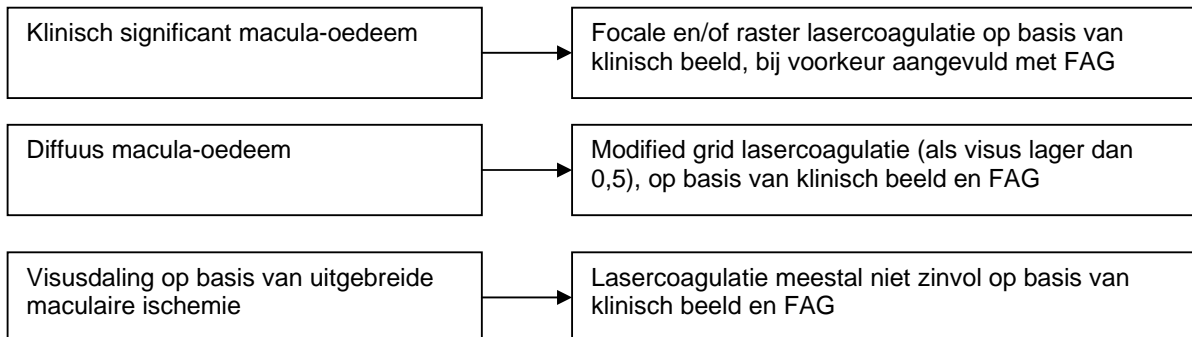 Klinisch significant macula-oedeem
Focale en/of raster lasercoagulatie op basis van
klinisch beeld, bij voorkeur aangevuld met FAG
Diffuus macula-oedeem
Modified grid lasercoagulatie (als visus lager dan
0,5), op basis van klinisch beeld en FAG
Visusdaling op basis van uitgebreide
maculaire ischemie
Lasercoagulatie meestal niet zinvol op basis van
klinisch beeld en FAG